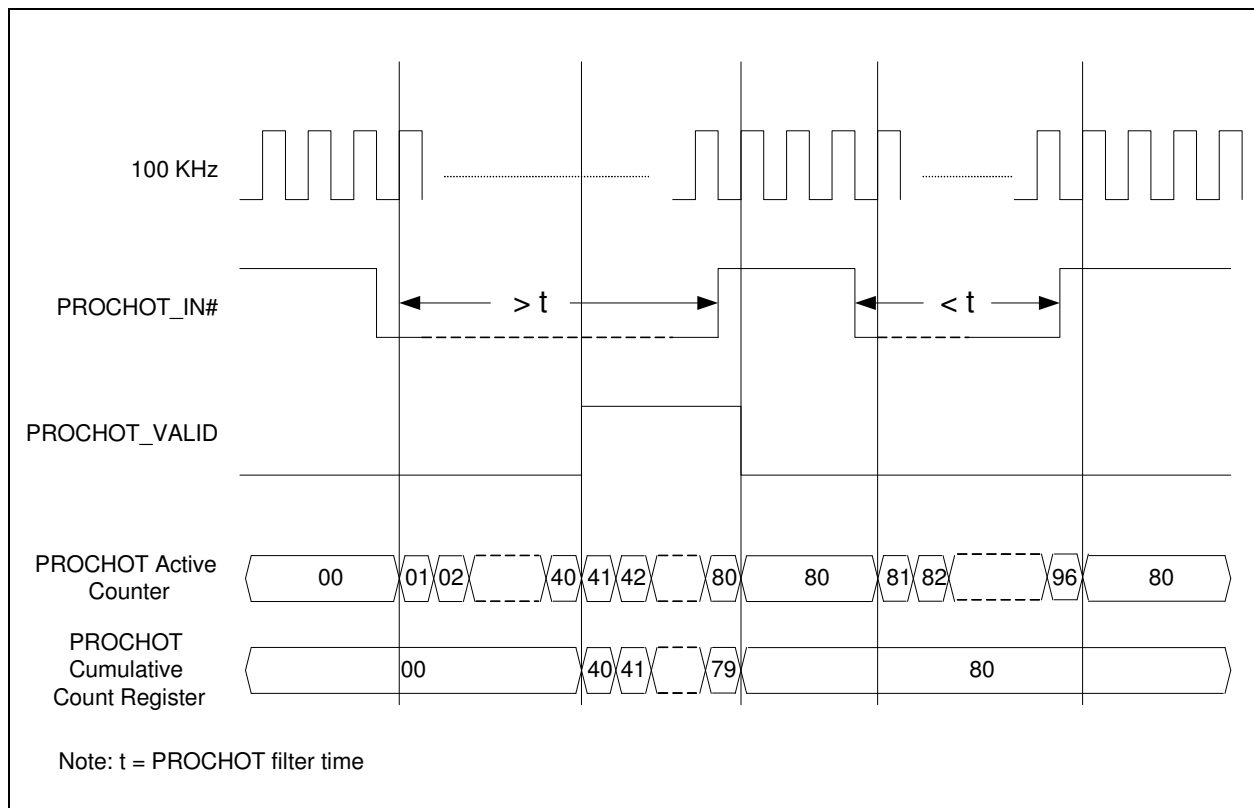 100 KHz
PROCHOT_IN#
> t
< t
PROCHOT_VALID
PROCHOT Active
Counter
00 01 02 40 41 42 80 80 81 82 96 80
PROCHOT
Cumulative
Count Register
00 40 41 79 80
Note: t = PROCHOT filter time